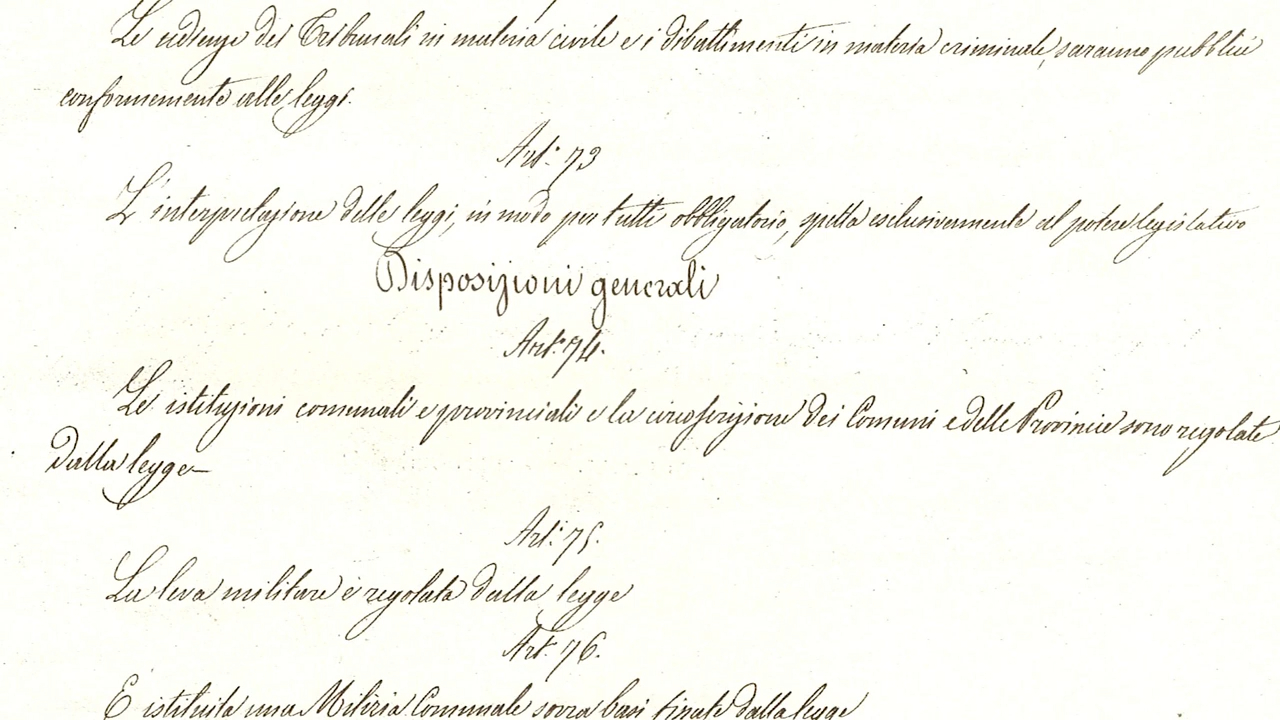 Le udienze dei Tribunali in materia civile e i dibattimenti in materia criminale, saranno pubblici
conformemente alle leggi.
Art. 73
L'interpretazione delle leggi, in modo per tutti obbligatorio, spetta esclusivamente al potere legislativo
Disposizioni generali
Art. 74.
Le istituzioni comunali e provinciali e la circoscrizione dei Comuni e delle Provincie sono regolate
dalla legge—
Art. 75.
La leva militare è regolata dalla legge
Art. 76.
E istituita una Milizia Comunale sovra basi fissate dalla legge